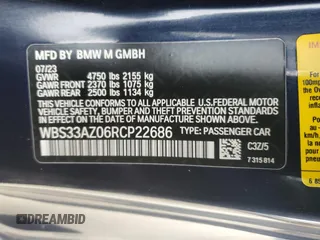 MFD BY BMW M GMBH
07/23
GVWR 4750 lbs 2155 kg
GAWR FRONT 2370 lbs 1075 kg
GAWR REAR 2500 lbs 1134 kg
THIS VEHICLE CONFORMS TO ALL APPLICABLE
U.S. FEDERAL MOTOR VEHICLE SAFETY,
BUMPER, AND THEFT PREVENTION STANDARDS
IN EFFECT ON THE DATE OF MANUFACTURE
SHOWN ABOVE.
WBS33AZ06RCP22686 PASSENGER CAR
C3Z/5
7 315 814
DREAMBID